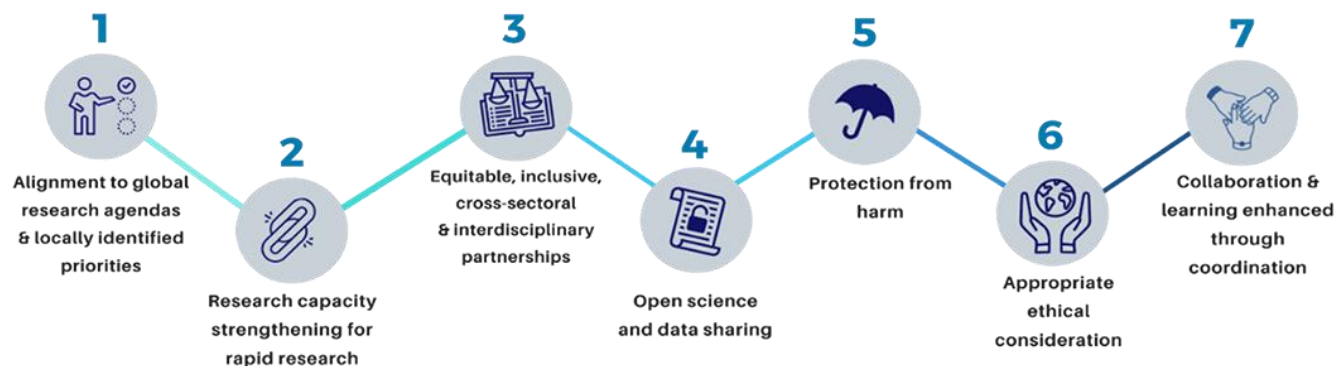 1
Alignment to global
research agendas
& locally identified
priorities
2
Research capacity
strengthening for
rapid research
3
Equitable, inclusive,
cross-sectoral
& interdisciplinary
partnerships
4
Open science
and data sharing
5
Protection from
harm
6
Appropriate
ethical
consideration
7
Collaboration &
learning enhanced
through
coordination